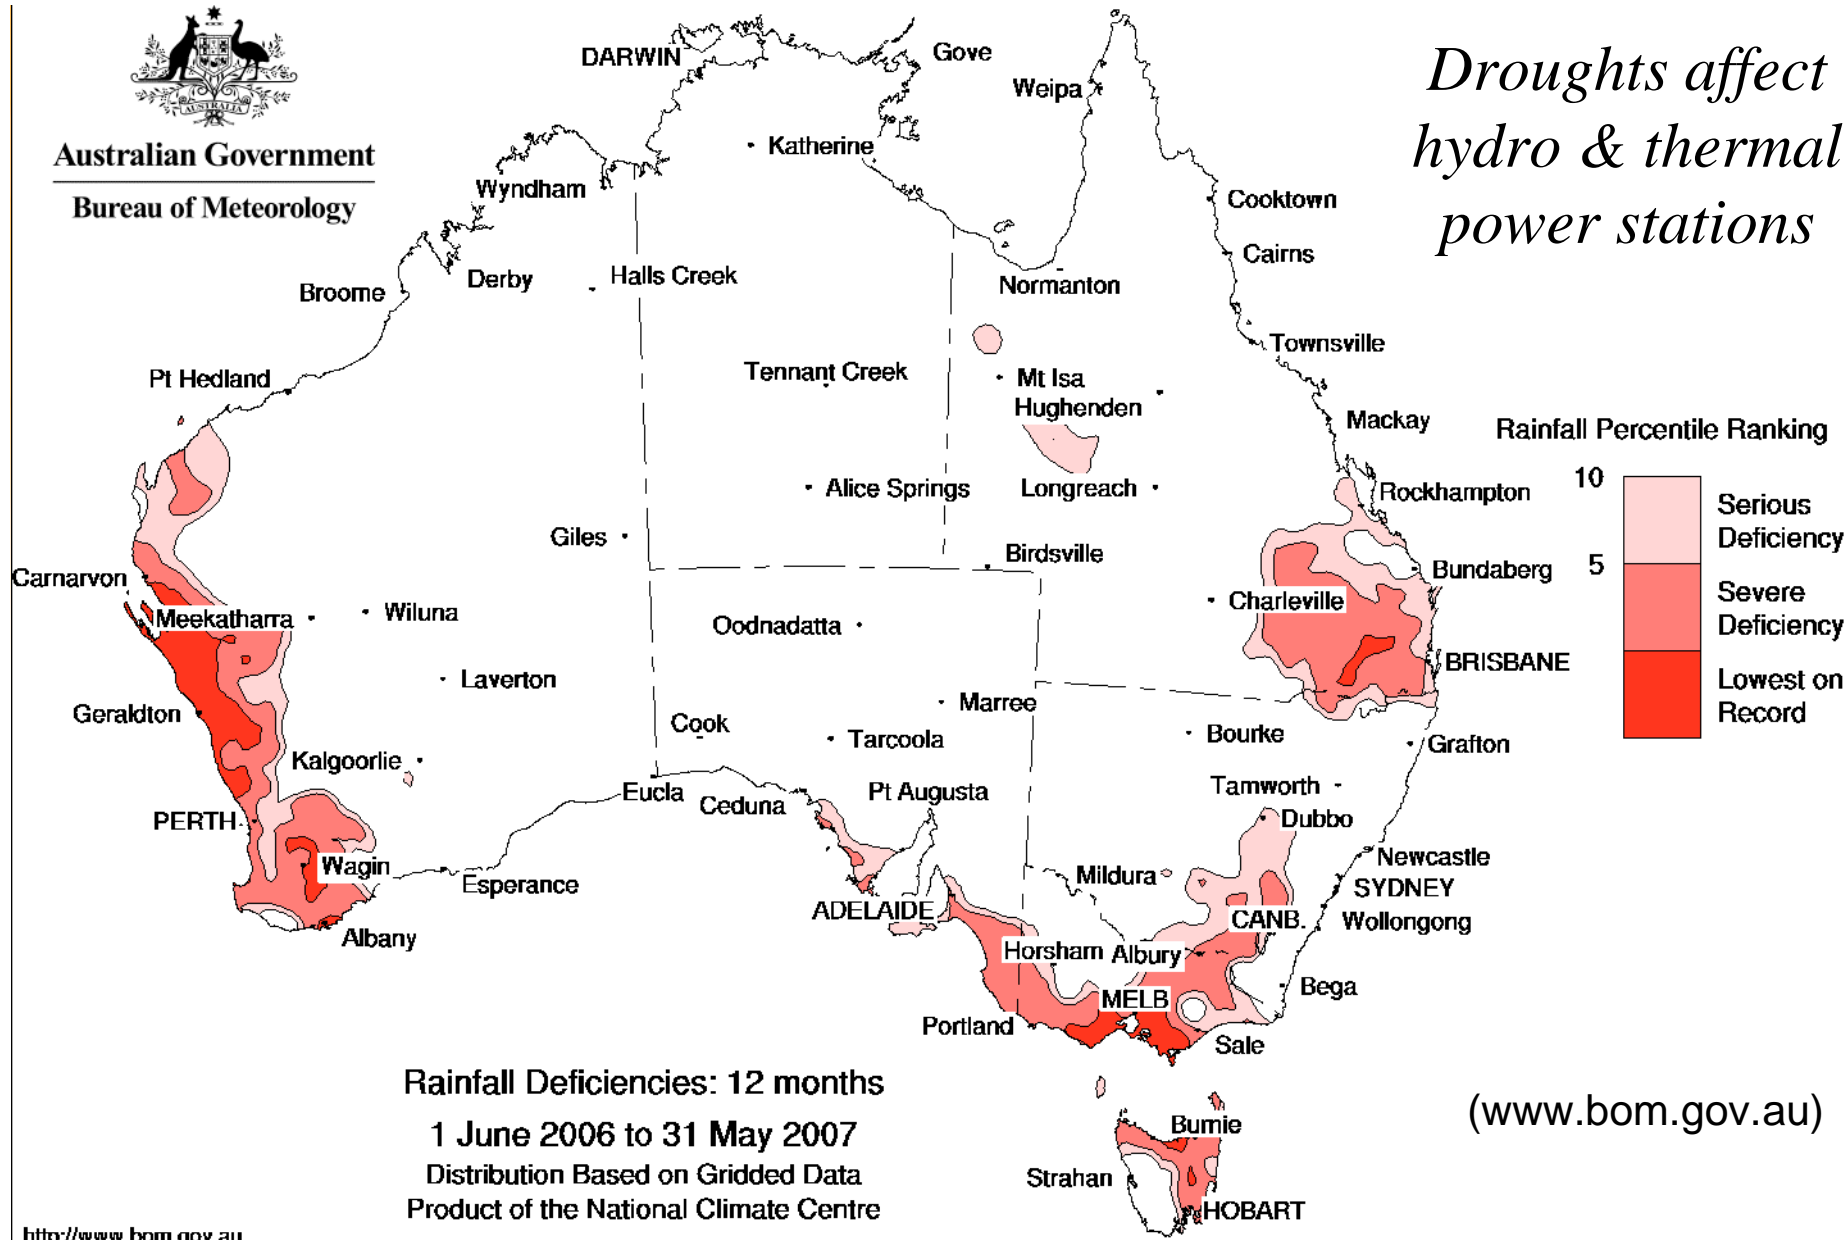 AUSTRALIA
Australian Government
Bureau of Meteorology
Droughts affect
hydro & thermal
power stations
DARWIN
Gove
Weipa
Katherine
Wyndham
Cooktown
Cairns
Derby
Halls Creek
Broome
Normanton
Townsville
Pt Hedland
Tennant Creek
Mt Isa
Hughenden
Mackay
Rainfall Percentile Ranking
10
Serious
Deficiency
5
Severe
Deficiency
Lowest on
Record
Alice Springs
Longreach
Rockhampton
Giles
Birdsville
Carnarvon
Bundaberg
Meekatharra
Wiluna
Oodnadatta
Charleville
Laverton
BRISBANE
Geraldton
Marree
Cook
Tarcoola
Bourke
Grafton
Kalgoorlie
Eucla
Ceduna
Pt Augusta
Tamworth
PERTH
Dubbo
Wagin
Esperance
Mildura
Newcastle
SYDNEY
ADELAIDE
CANB.
Wollongong
Albany
Horsham
Albury
Bega
MELB
Portland
Sale
Rainfall Deficiencies: 12 months
1 June 2006 to 31 May 2007
Distribution Based on Gridded Data
Product of the National Climate Centre
(www.bom.gov.au)
Burnie
Strahan
HOBART
http://www.bom.gov.au